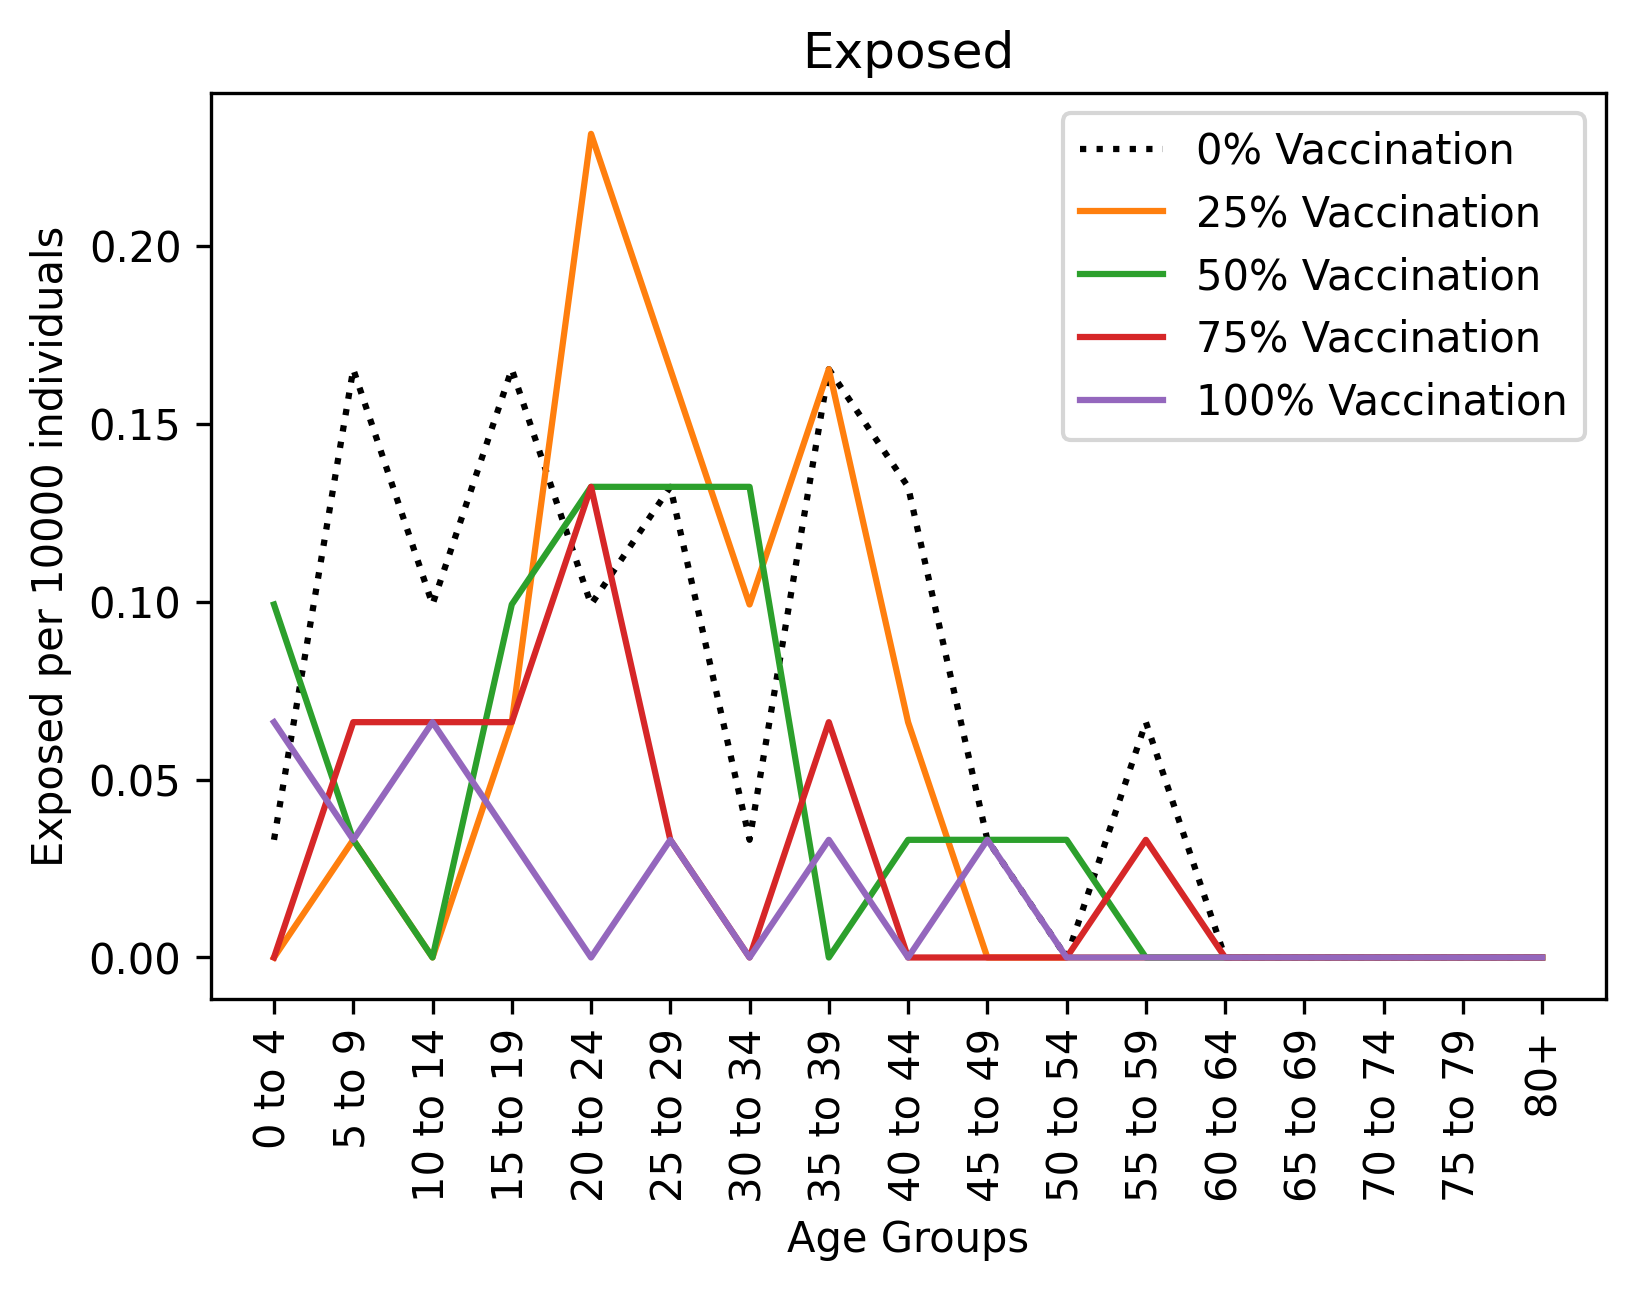 Exposed
Exposed per 10000 individuals
0.20
0.15
0.10
0.05
0.00
0% Vaccination
25% Vaccination
50% Vaccination
75% Vaccination
100% Vaccination
0 to 4
5 to 9
10 to 14
15 to 19
20 to 24
25 to 29
30 to 34
35 to 39
40 to 44
45 to 49
50 to 54
55 to 59
60 to 64
65 to 69
70 to 74
75 to 79
80+
Age Groups